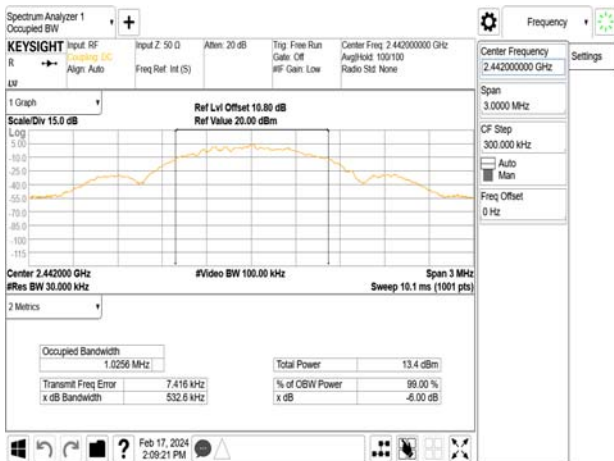 Spectrum Analyzer 1
Occupied BW
Frequency
KEYSIGHT
R
Input: RF
Coupling: DC
Align: Auto
Input Z: 50 Ω
Freq Ref: Int (S)
Atten: 20 dB
Trig: Free Run
Gate: Off
#IF Gain: Low
Center Freq: 2.442000000 GHz
Avg|Hold: 100/100
Radio Std: None
Center Frequency
2.442000000 GHz
Settings
Span
3.0000 MHz
CF Step
300.000 kHz
Auto
Man
Freq Offset
0 Hz
1 Graph
Scale/Div 15.0 dB
Ref Lvl Offset 10.80 dB
Ref Value 20.00 dBm
Log
5.00
-10.0
-25.0
-40.0
-55.0
-70.0
-85.0
-100
-115
Center 2.442000 GHz
#Video BW 100.00 kHz
Span 3 MHz
#Res BW 30.000 kHz
Sweep 10.1 ms (1001 pts)
2 Metrics
Occupied Bandwidth
1.0256 MHz
Total Power
13.4 dBm
Transmit Freq Error
7.416 kHz
% of OBW Power
99.00 %
x dB Bandwidth
532.6 kHz
x dB
-6.00 dB
?
Feb 17, 2024
2:09:21 PM